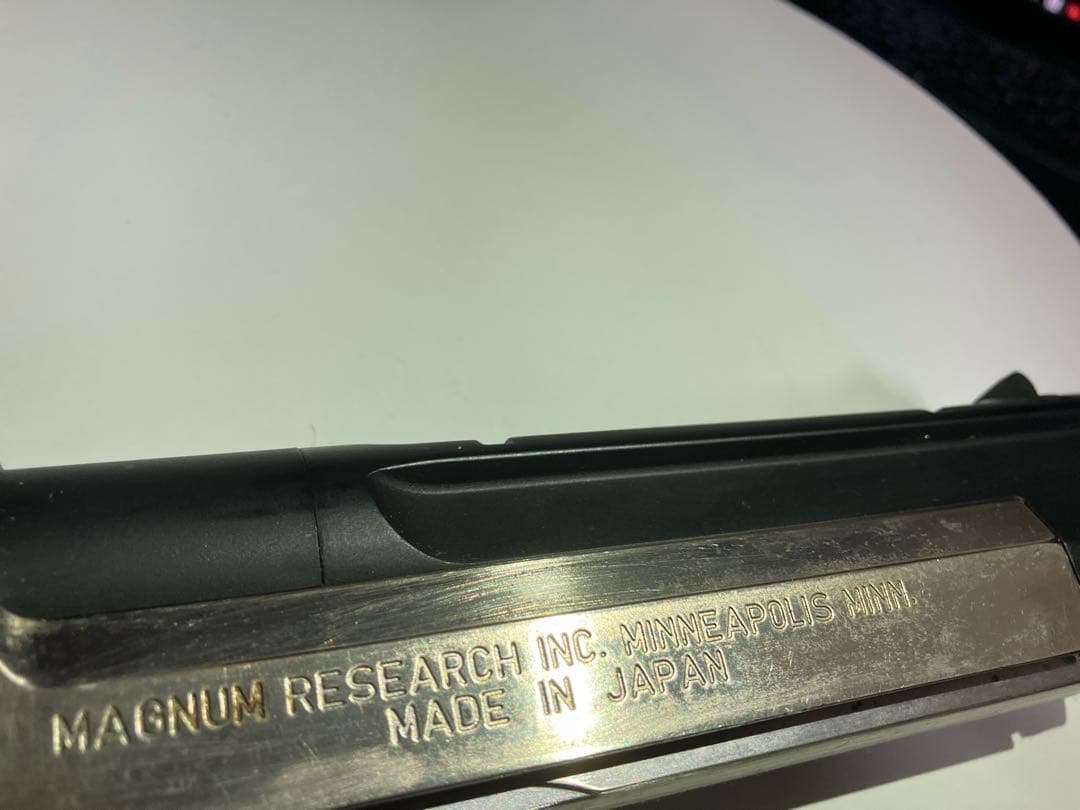 MAGNUM RESEARCH INC. MINNEAPOLIS MINN.
MADE IN JAPAN